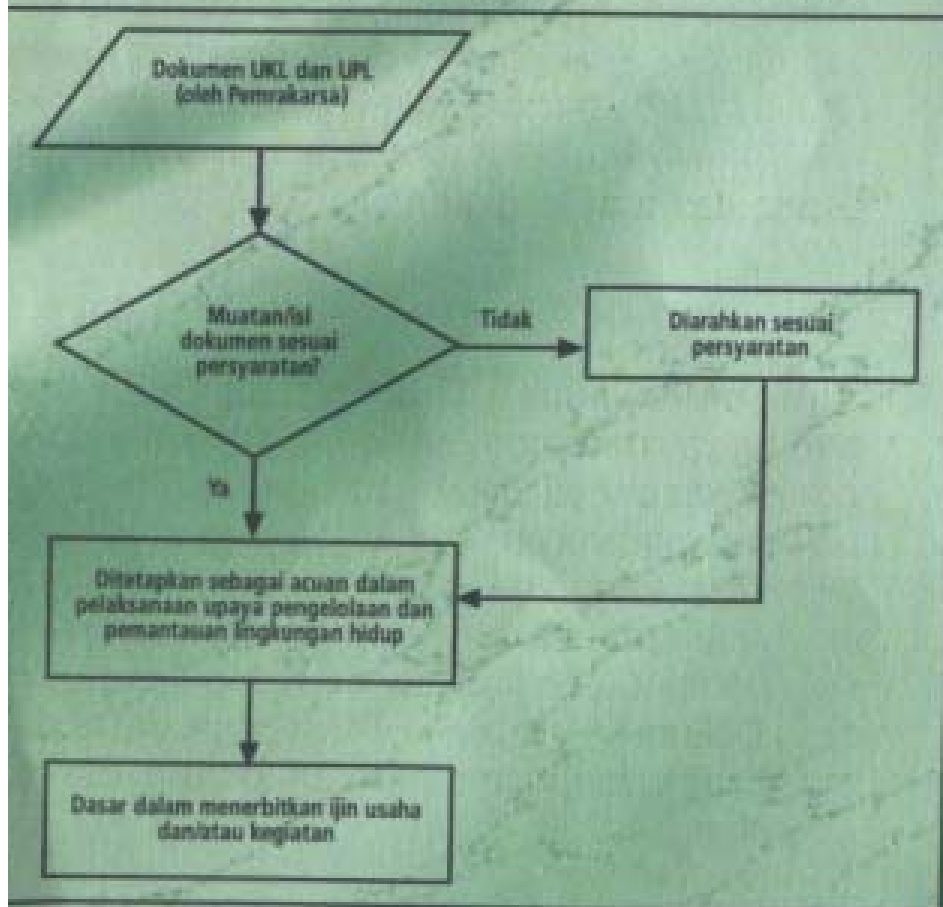 Dokumen UKL dan UPL
(oleh Pemrakarsa)
Muatan/isi
dokumen sesuai
persyaratan?
Tidak
Diarahkan sesuai
persyaratan
Ya
Ditetapkan sebagai acuan dalam
pelaksanaan upaya pengelolaan dan
pemantauan lingkungan hidup
Dasar dalam menerbitkan ijin usaha
dan/atau kegiatan